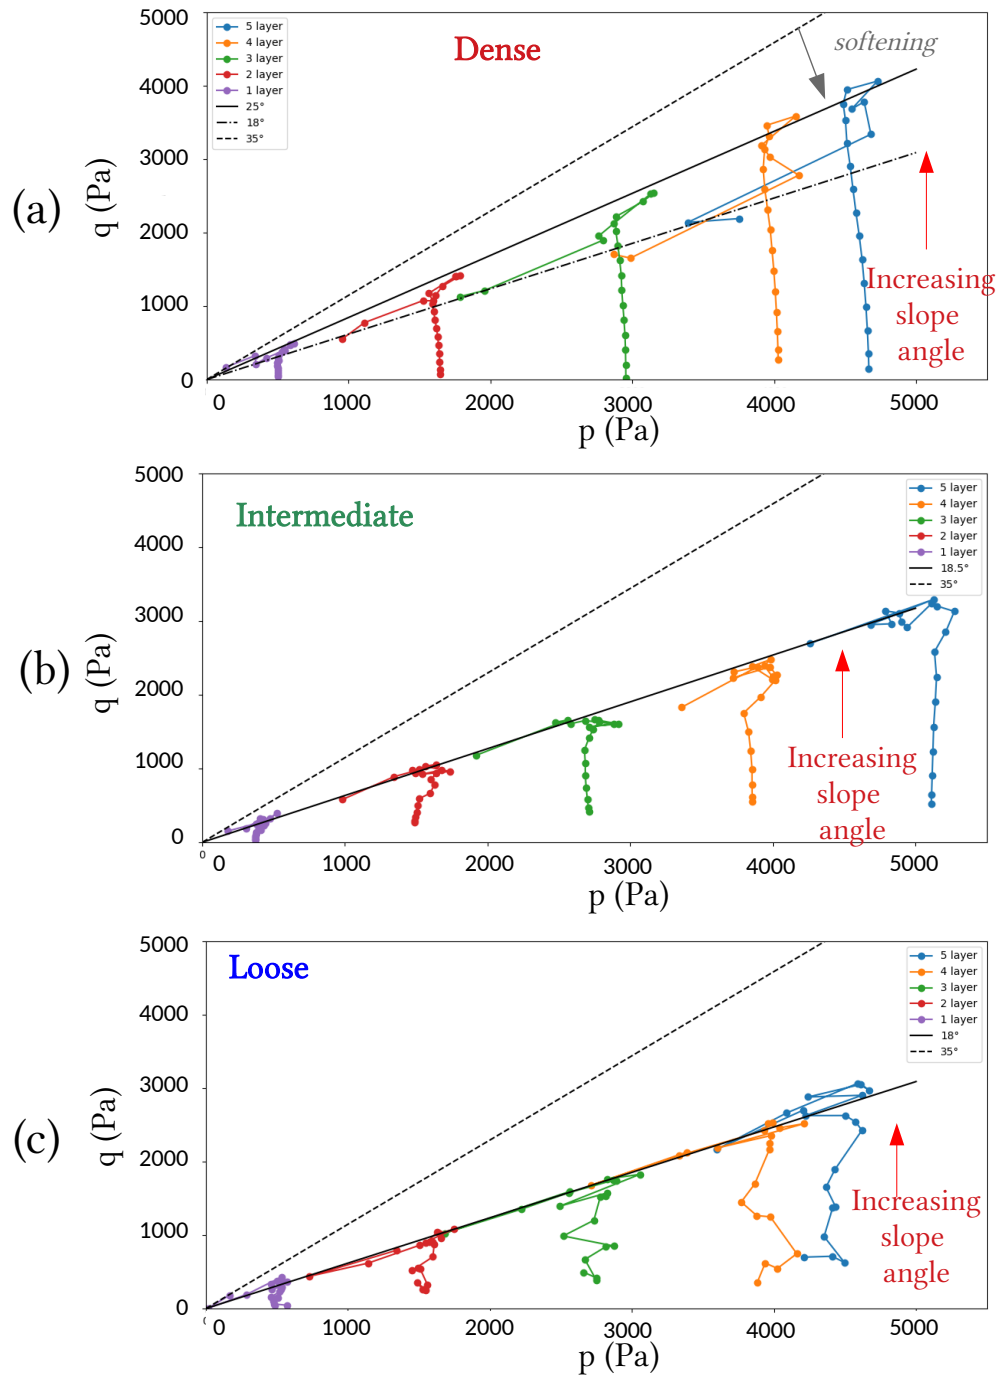 (a)
Dense
softening
5 layer
4 layer
3 layer
2 layer
1 layer
25°
18°
35°
5000
4000
3000
2000
1000
0
q (Pa)
Increasing
slope
angle
0 1000 2000 3000 4000 5000
p (Pa)
(b)
Intermediate
5 layer
4 layer
3 layer
2 layer
1 layer
18.5°
35°
5000
4000
3000
2000
1000
0
q (Pa)
Increasing
slope
angle
0
0 1000 2000 3000 4000 5000
p (Pa)
(c)
Loose
5 layer
4 layer
3 layer
2 layer
1 layer
18°
35°
5000
4000
3000
2000
1000
0
q (Pa)
Increasing
slope
angle
0 1000 2000 3000 4000 5000
p (Pa)